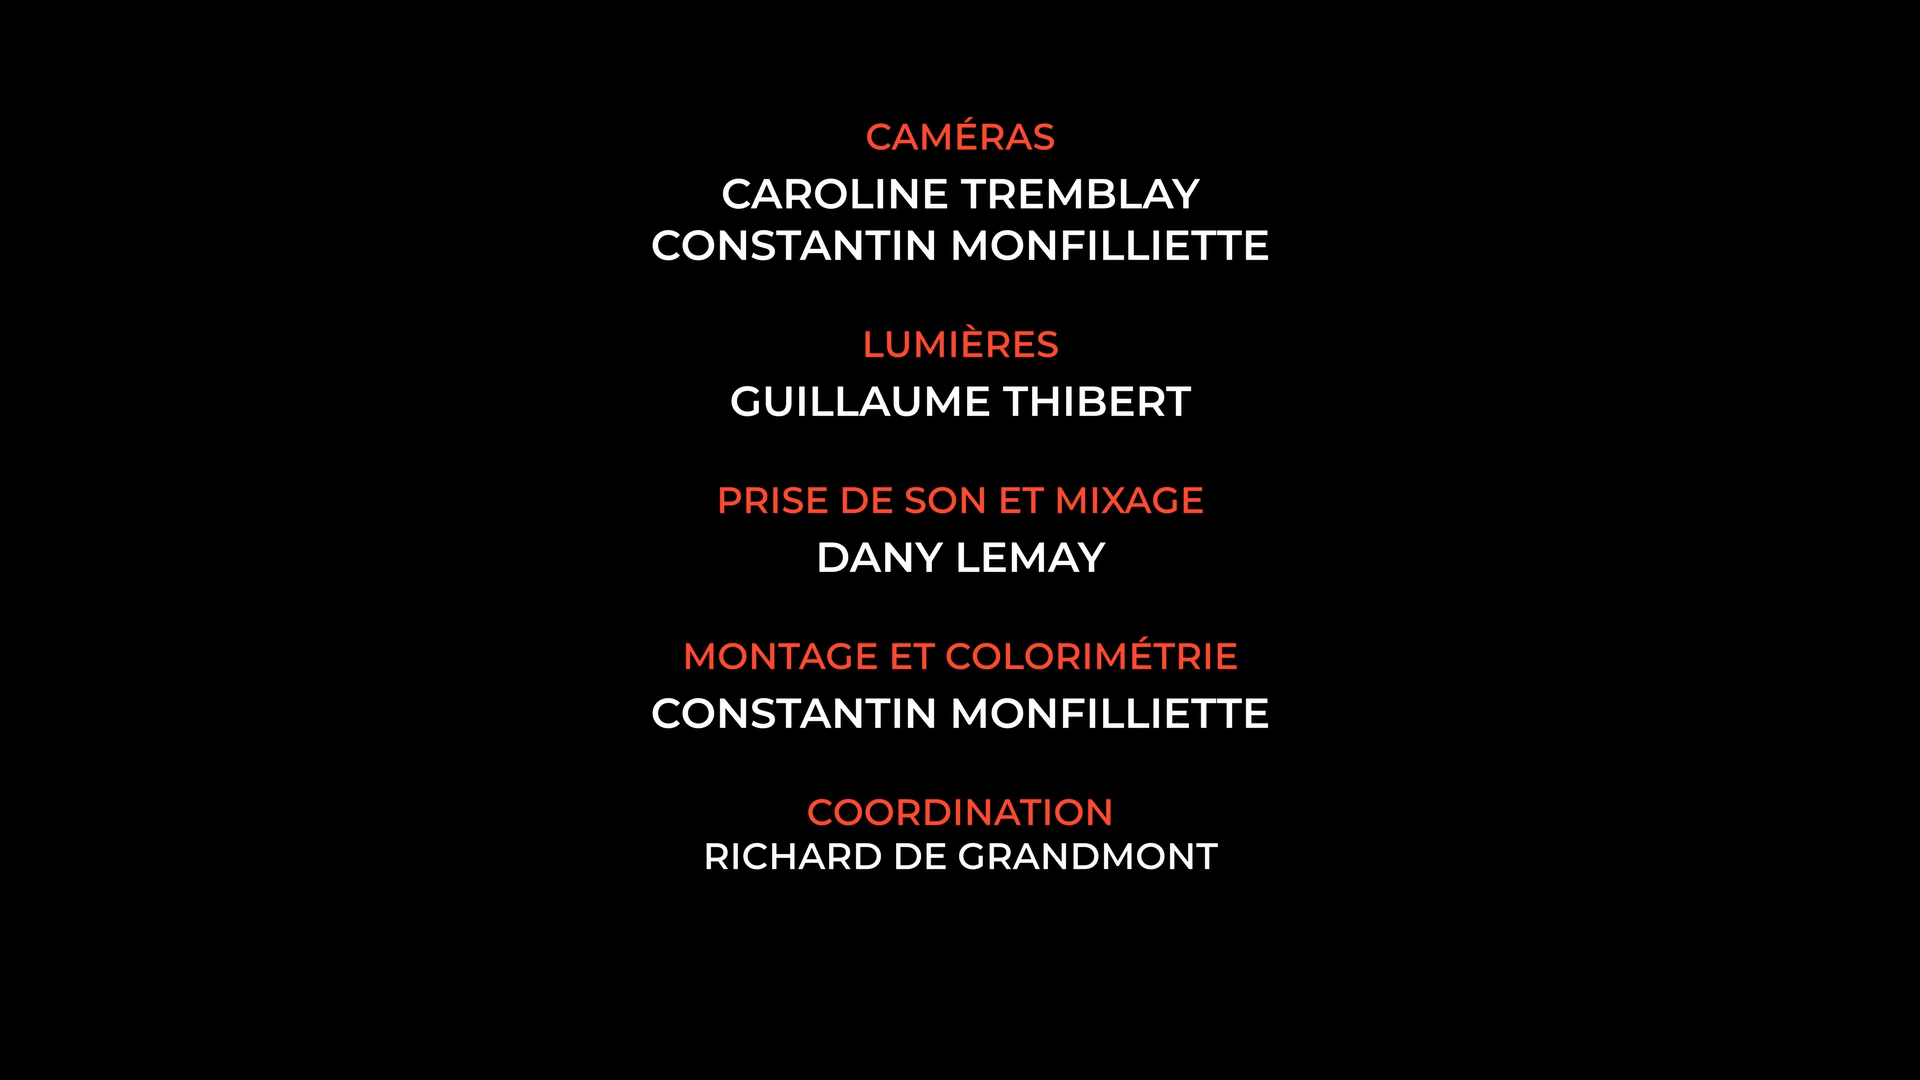 CAMÉRAS
CAROLINE TREMBLAY
CONSTANTIN MONFILLIETTE
LUMIÈRES
GUILLAUME THIBERT
PRISE DE SON ET MIXAGE
DANY LEMAY
MONTAGE ET COLORIMÉTRIE
CONSTANTIN MONFILLIETTE
COORDINATION
RICHARD DE GRANDMONT